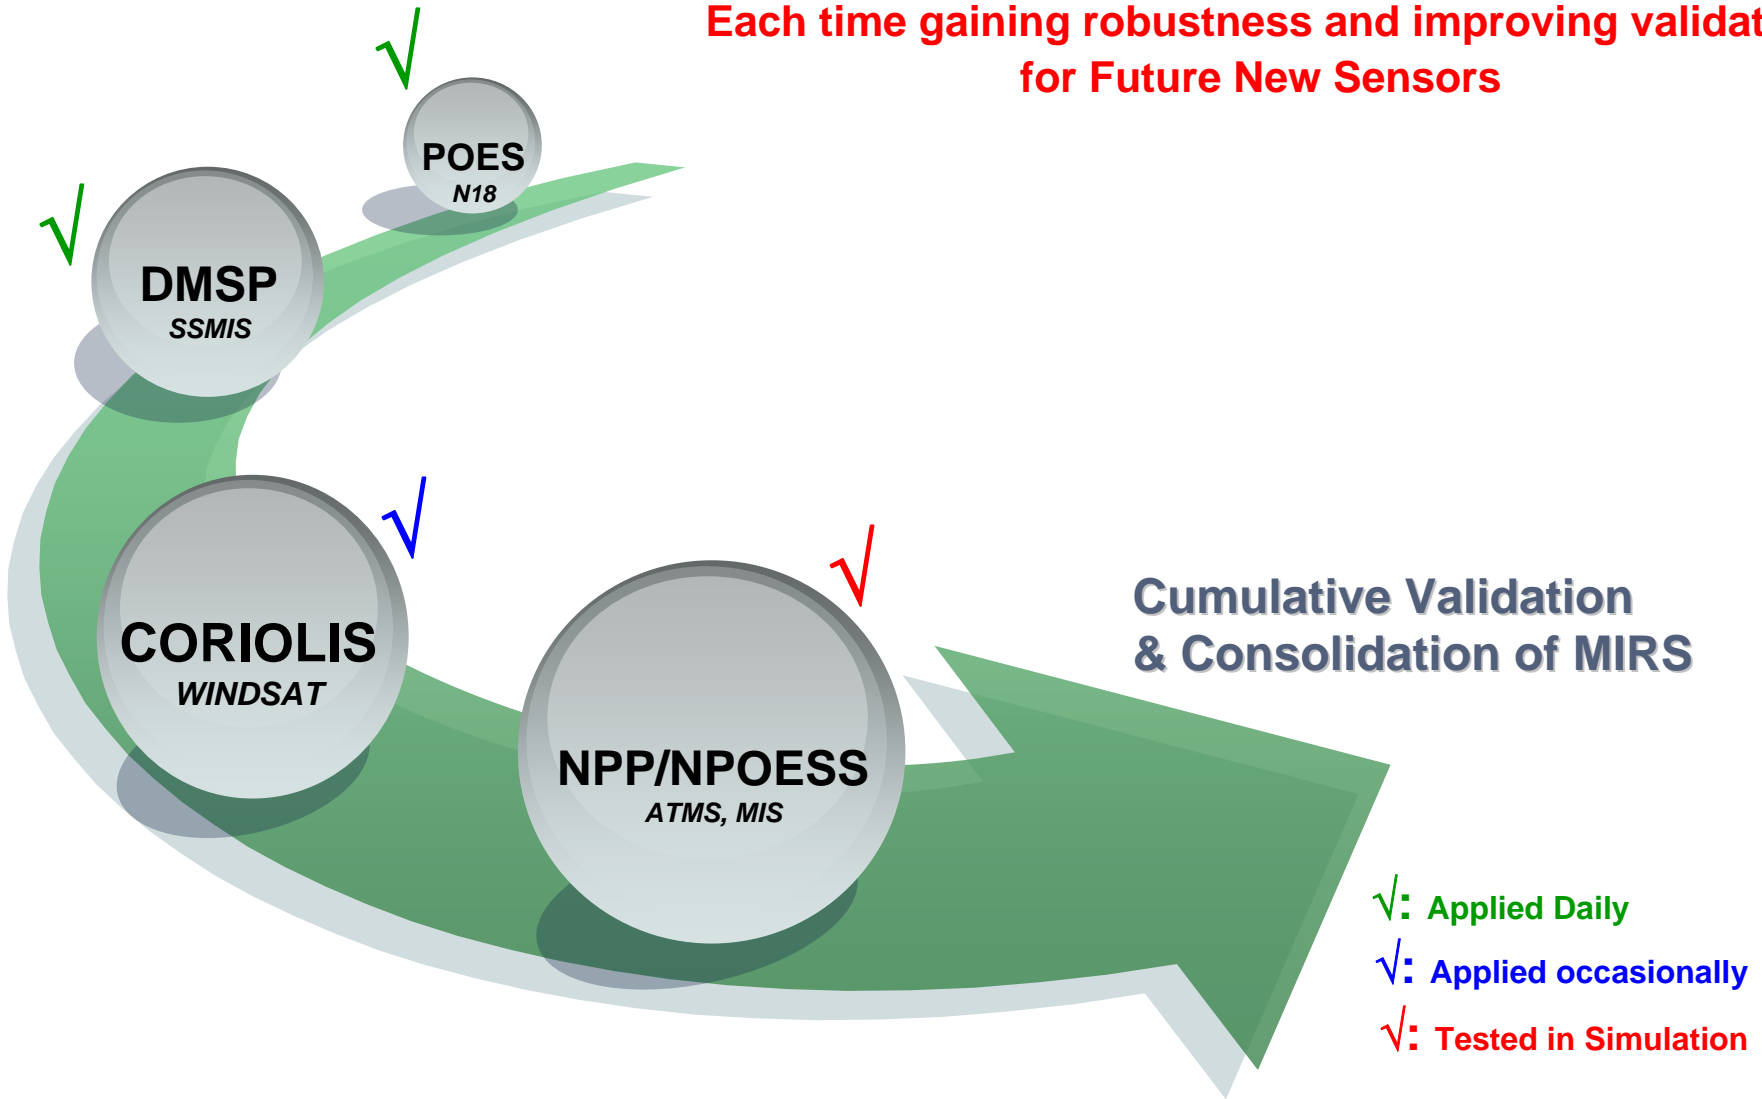 Each time gaining robustness and improving
for Future New Sensors
√
POES
N18
√
DMSP
SSMIS
√
CORIOLIS
WINDSAT
√
NPP/NPOESS
ATMS, MIS
Cumulative Validation
& Consolidation of MIRS
√: Applied Daily
√: Applied occasionally
√: Tested in Simulation